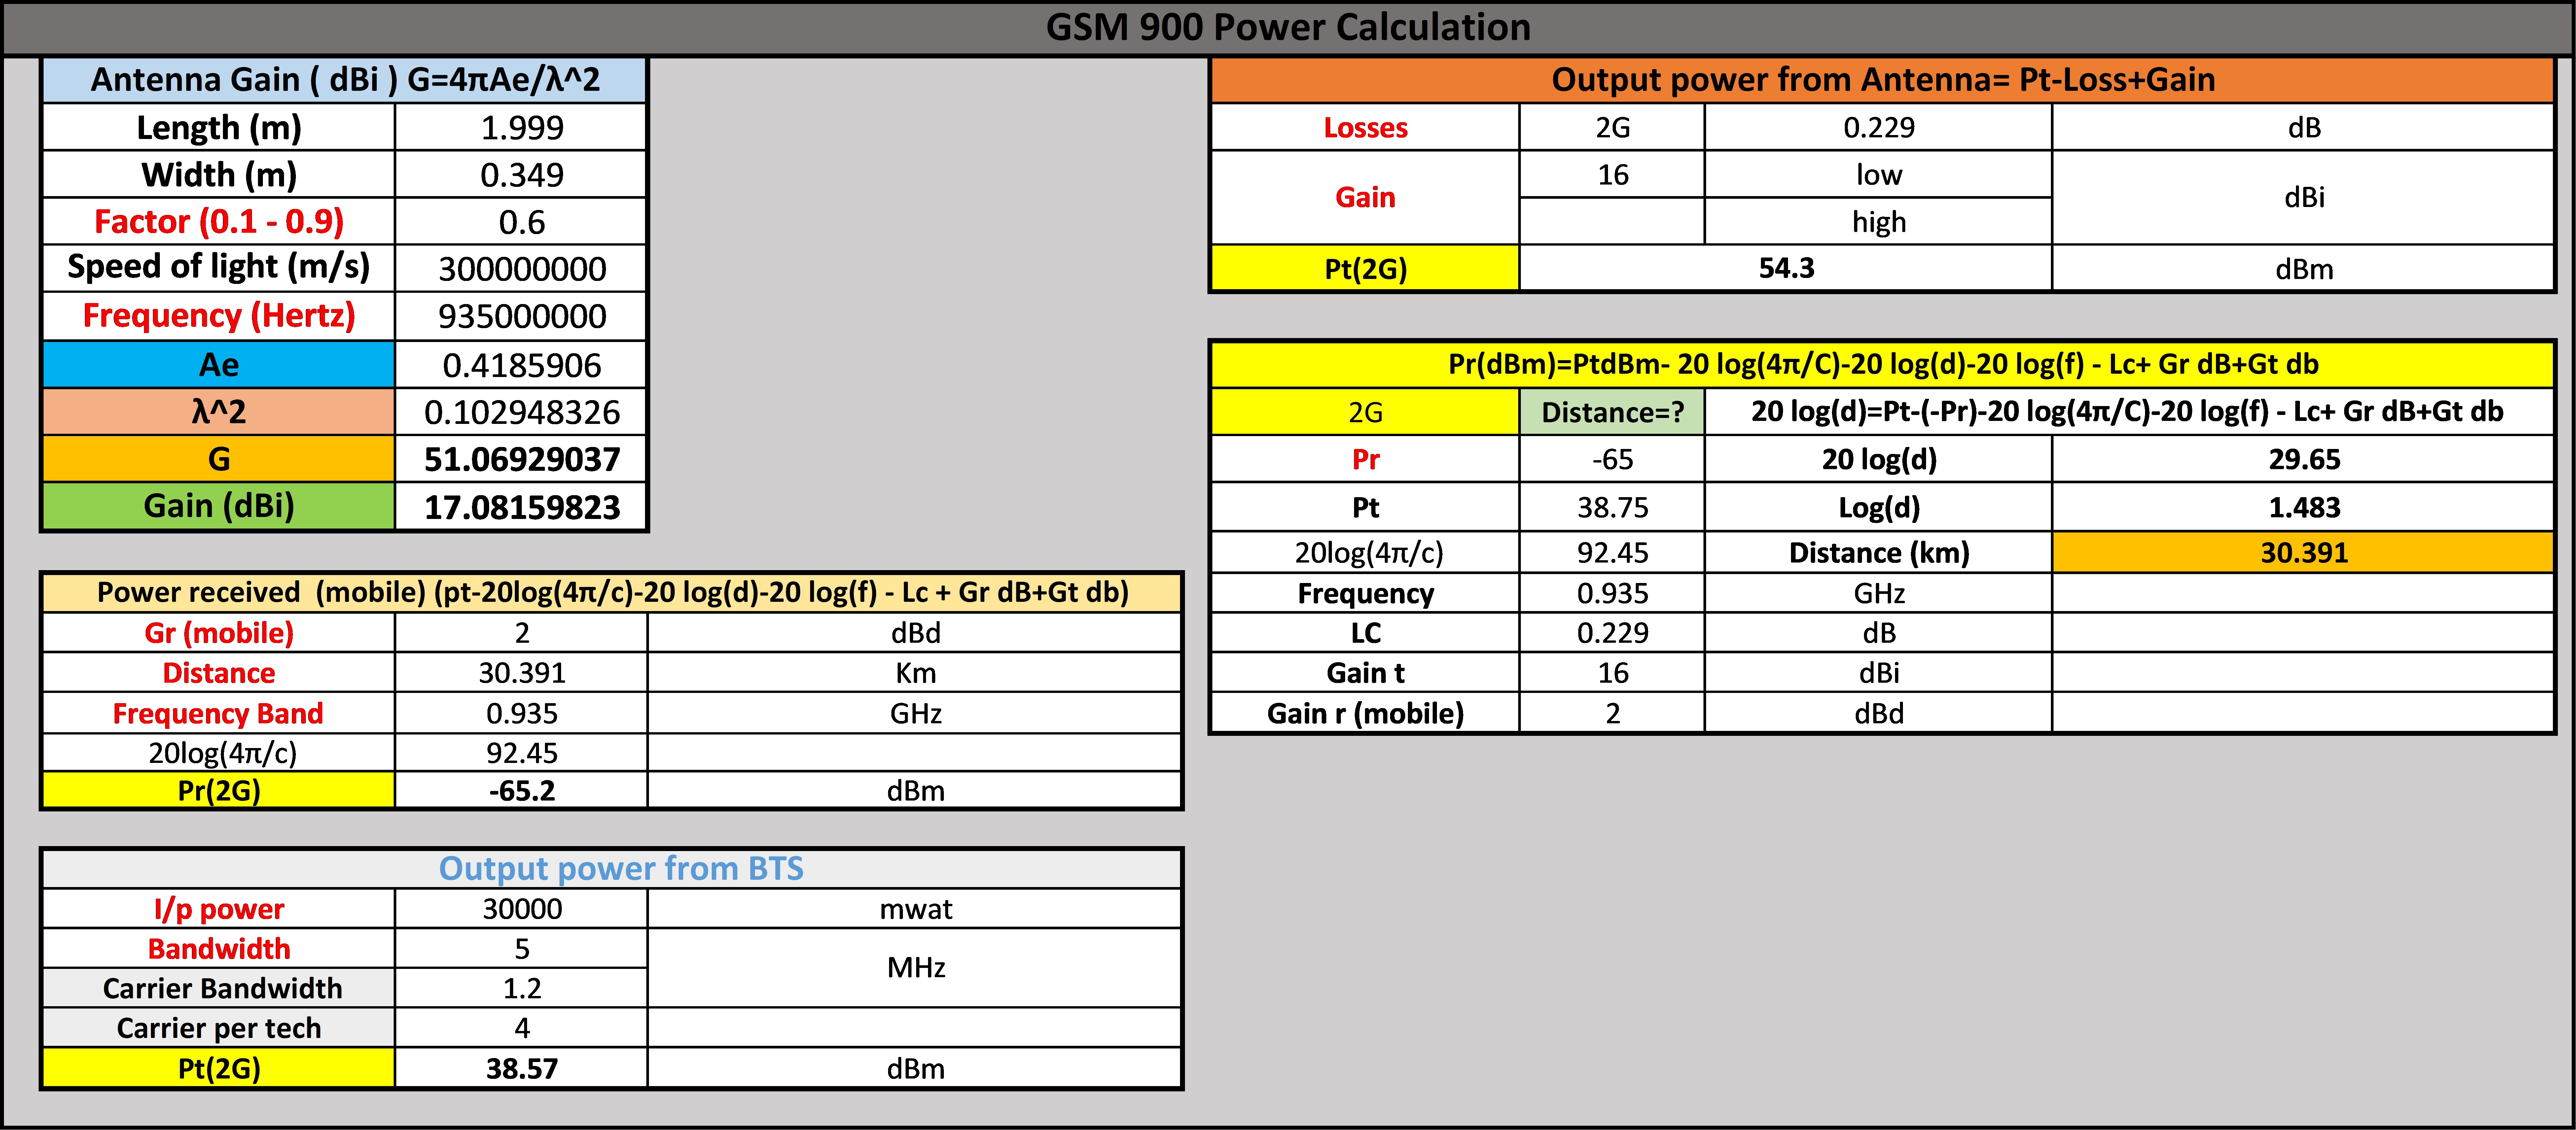 GSM 900 Power Calculation
Antenna Gain ( dBi ) G=4πAe/λ^2
Length (m) 1.999
Width (m) 0.349
Factor (0.1 - 0.9) 0.6
Speed of light (m/s) 300000000
Frequency (Hertz) 935000000
Ae 0.4185906
λ^2 0.102948326
G 51.06929037
Gain (dBi) 17.08159823
Power received (mobile) (pt-20log(4π/c)-20 log(d)-20 log(f) - Lc + Gr dB+Gt db)
Gr (mobile) 2 dBd
Distance 30.391 Km
Frequency Band 0.935 GHz
20log(4π/c) 92.45
Pr(2G) -65.2 dBm
Output power from BTS
I/p power 30000 mwat
Bandwidth 5 MHz
Carrier Bandwidth 1.2
Carrier per tech 4
Pt(2G) 38.57 dBm
Output power from Antenna= Pt-Loss+Gain
Losses 2G 0.229 dB
Gain 16 low dBi
high
Pt(2G) 54.3 dBm
Pr(dBm)=PtdBm- 20 log(4π/C)-20 log(d)-20 log(f) - Lc+ Gr dB+Gt db
2G Distance=? 20 log(d)=Pt-(-Pr)-20 log(4π/C)-20 log(f) - Lc+ Gr dB+Gt db
Pr -65 20 log(d) 29.65
Pt 38.75 Log(d) 1.483
20log(4π/c) 92.45 Distance (km) 30.391
Frequency 0.935 GHz
LC 0.229 dB
Gain t 16 dBi
Gain r (mobile) 2 dBd